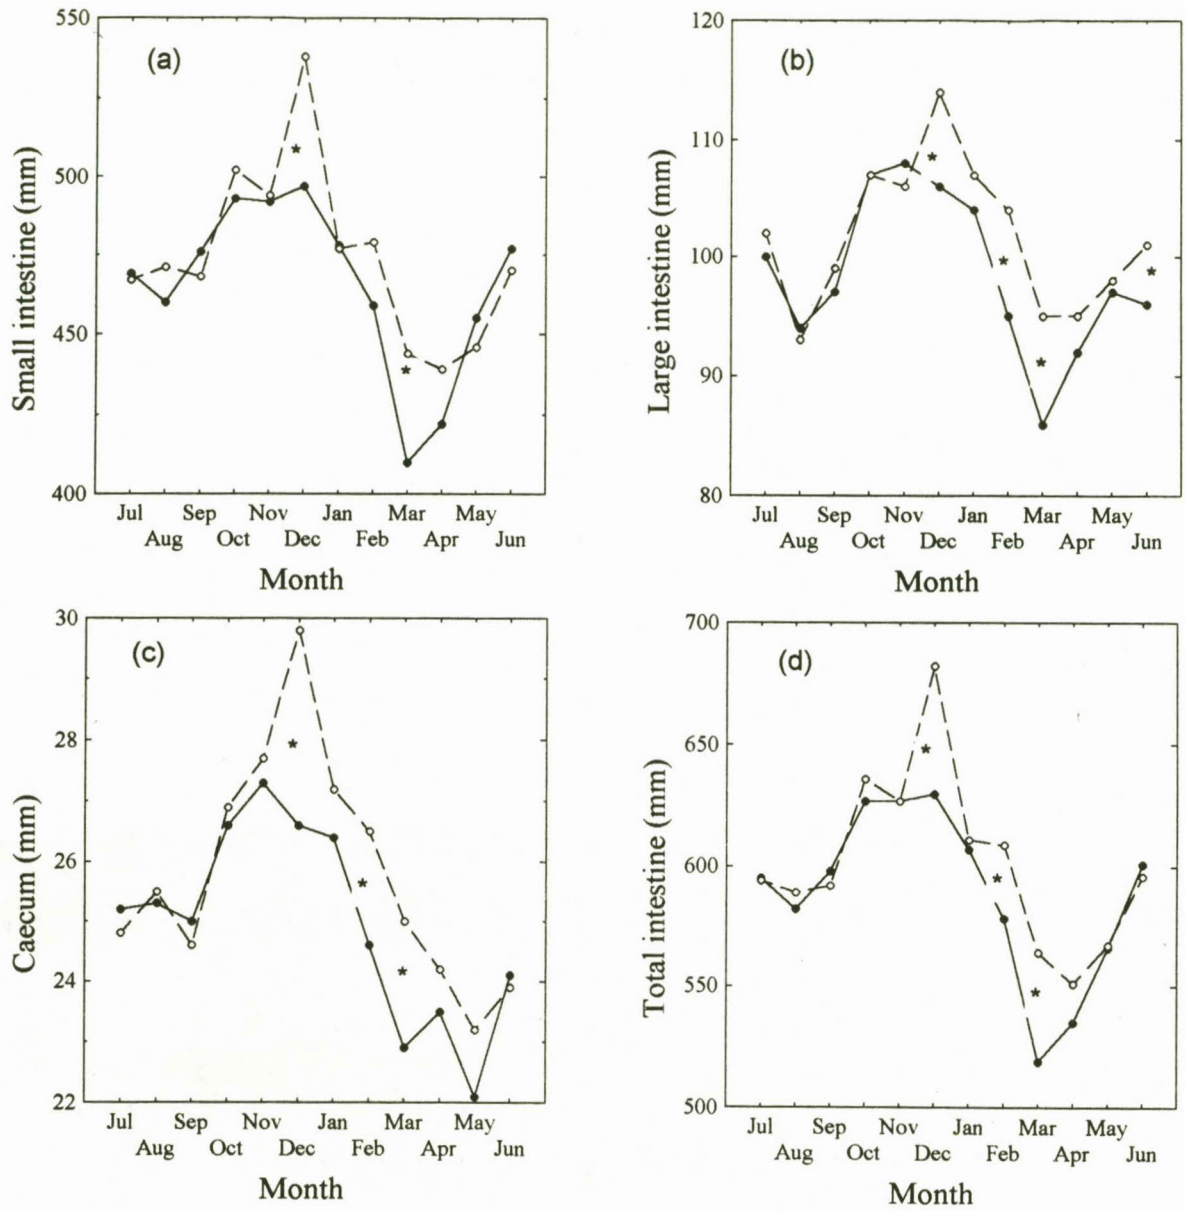 (a)
Small intestine (mm)
550
500
450
400
Jul Sep Nov Jan Mar May
Aug Oct Dec Feb Apr Jun
Month
(b)
Large intestine (mm)
120
110
100
90
80
Jul Sep Nov Jan Mar May
Aug Oct Dec Feb Apr Jun
Month
(c)
Caecum (mm)
30
28
26
24
22
Jul Sep Nov Jan Mar May
Aug Oct Dec Feb Apr Jun
Month
(d)
Total intestine (mm)
700
650
600
550
500
Jul Sep Nov Jan Mar May
Aug Oct Dec Feb Apr Jun
Month